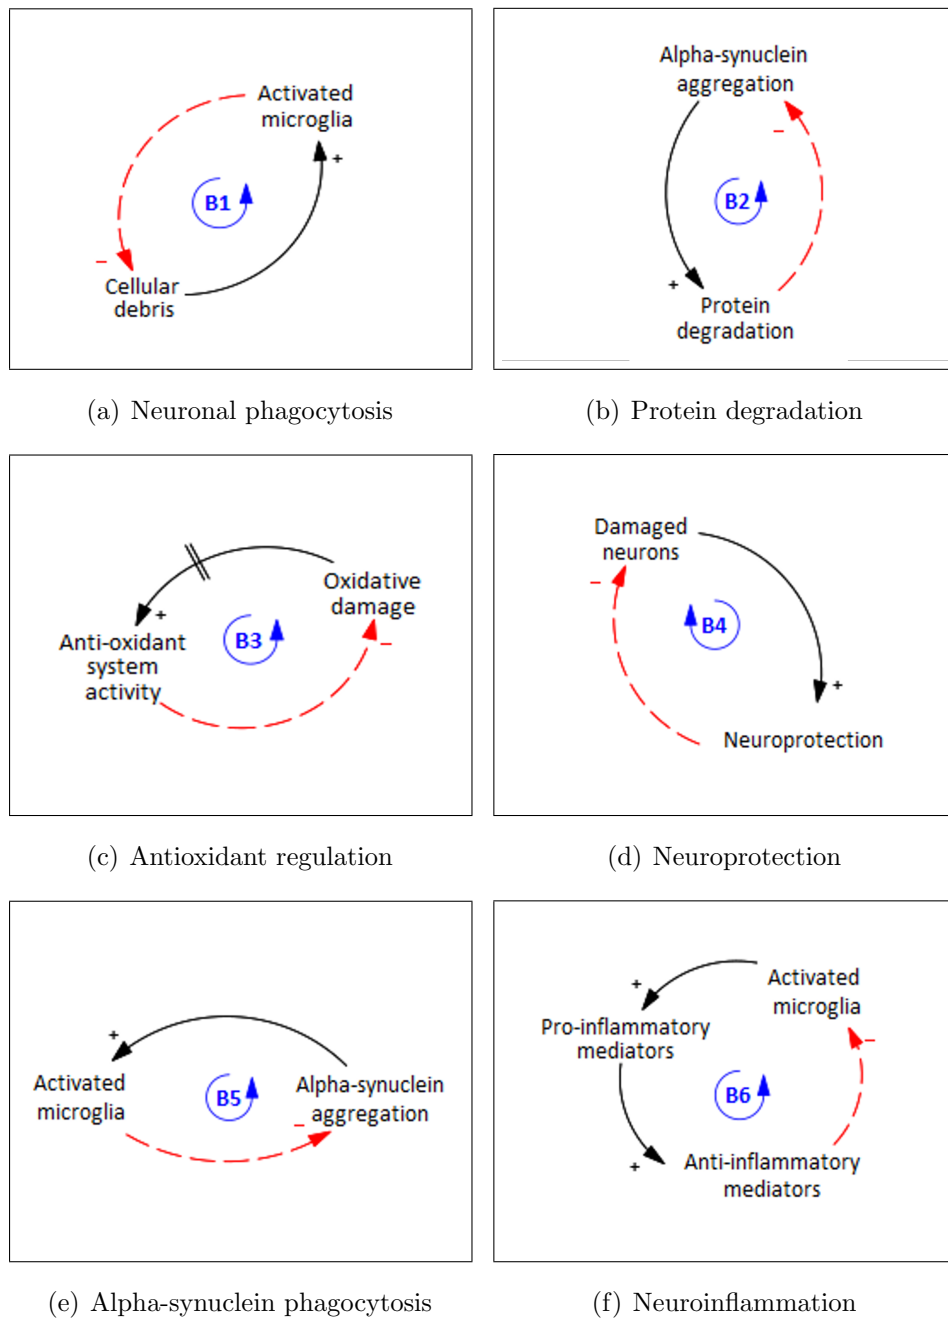 Activated
microglia
+
B1
−
Cellular
debris
(a) Neuronal phagocytosis
Alpha-synuclein
aggregation
−
B2
+
Protein
degradation
(b) Protein degradation
Oxidative
damage
+
Anti-oxidant
system
activity
B3
−
(c) Antioxidant regulation
Damaged
neurons
−
B4
+
Neuroprotection
(d) Neuroprotection
+
Activated
microglia
B5
Alpha-synuclein
aggregation
−
(e) Alpha-synuclein phagocytosis
Activated
microglia
+
Pro-inflammatory
mediators
−
B6
+
Anti-inflammatory
mediators
(f) Neuroinflammation